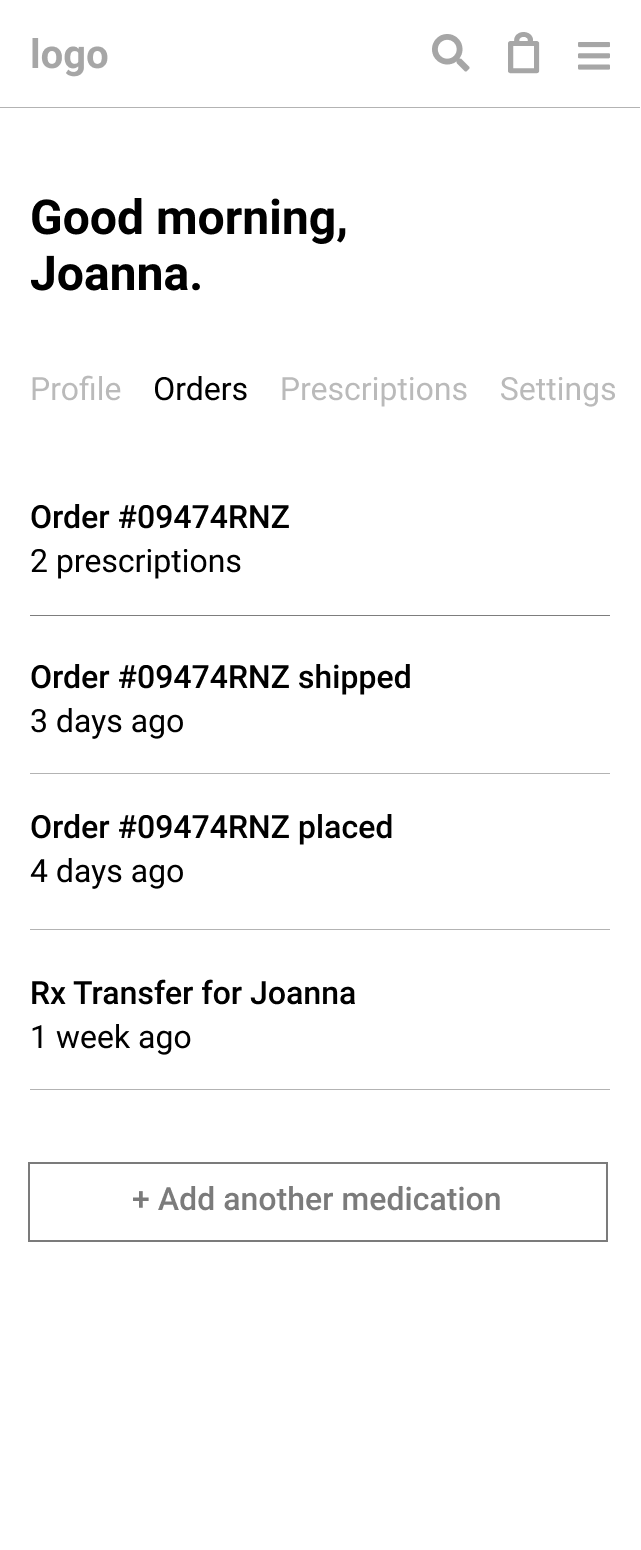 logo
Good morning,
Joanna.
Profile Orders Prescriptions Settings
Order #09474RNZ
2 prescriptions
Order #09474RNZ shipped
3 days ago
Order #09474RNZ placed
4 days ago
Rx Transfer for Joanna
1 week ago
+ Add another medication